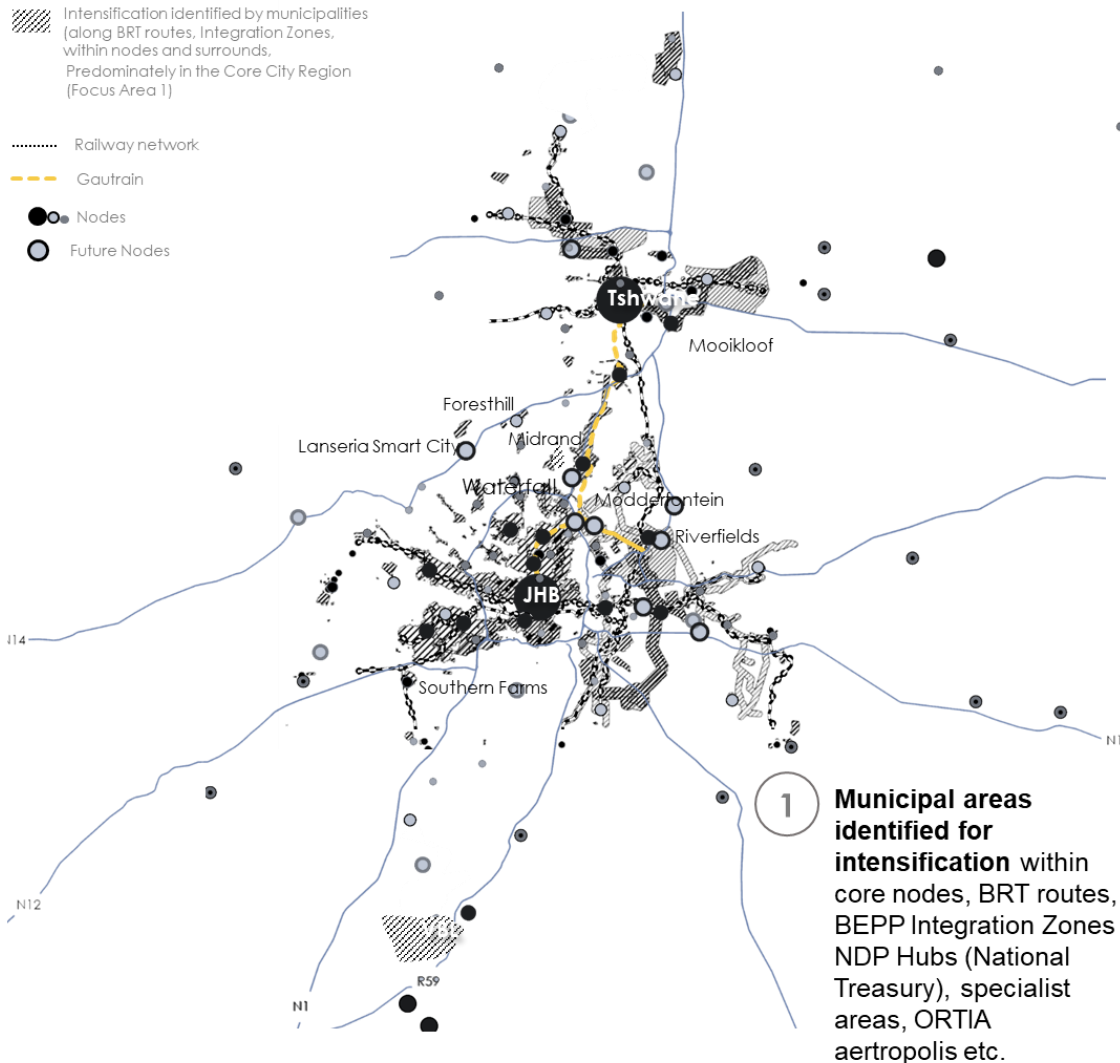 Intensification identified by municipalities
(along BRT routes, Integration Zones,
within nodes and surrounds,
Predominately in the Core City Region
(Focus Area 1)
Railway network
Gautrain
Nodes
Future Nodes
Tshwane
Mooikloof
Foresthill
Lanseria Smart City
Midrand
Waterfall
Modderfontein
Riverfields
JHB
N14
Southern Farms
N1
1
Municipal areas
identified for
intensification within
core nodes, BRT routes,
BEPP Integration Zones
NDP Hubs (National
Treasury), specialist
areas, ORTIA
aertropolis etc.
N12
R59
N1